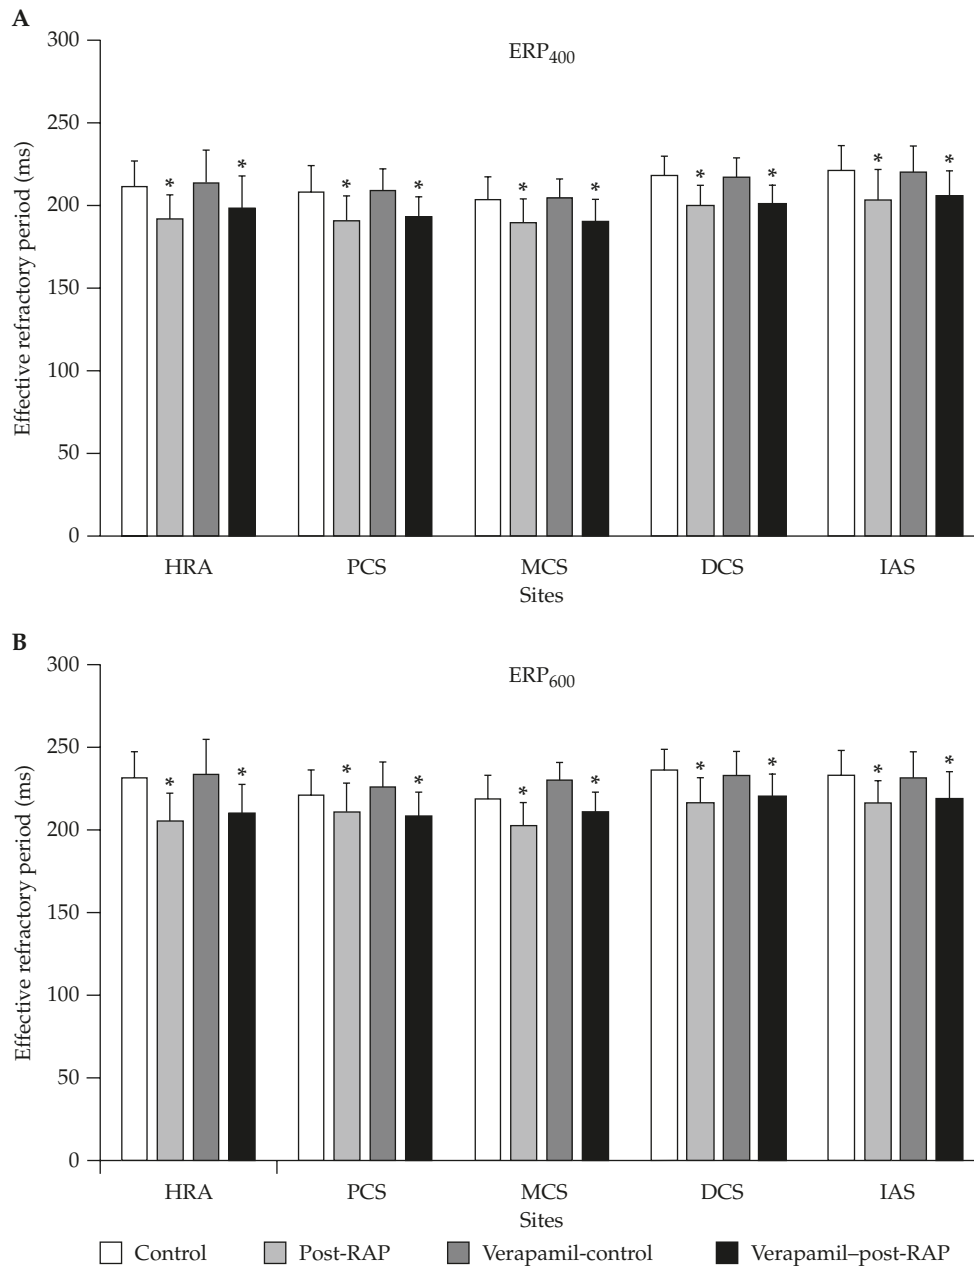 A
ERP400
Effective refractory period (ms)
300
250
200
150
100
50
0
* * * * * * * * * *
HRA PCS MCS DCS IAS
Sites
B
ERP600
Effective refractory period (ms)
300
250
200
150
100
50
0
* * * * * * * * * *
HRA PCS MCS DCS IAS
Sites
Control Post-RAP Verapamil-control Verapamil–post-RAP